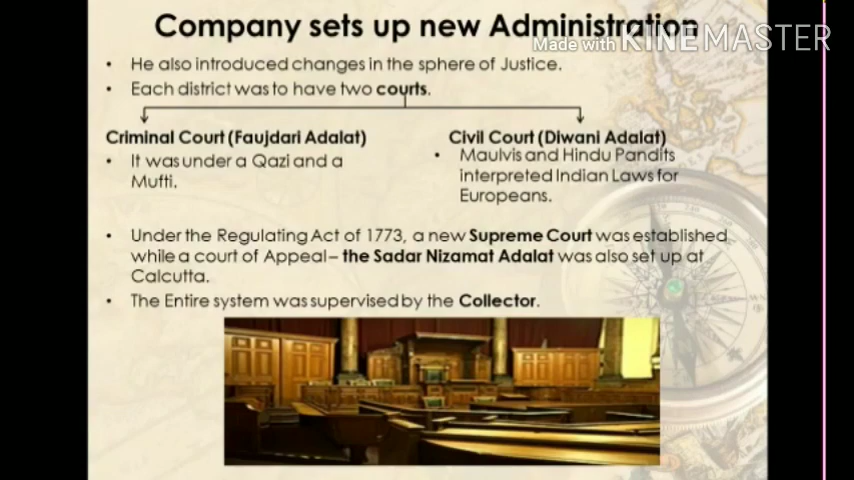 Company sets up new Administration
Made with KINEMASTER
• He also introduced changes in the sphere of Justice.
• Each district was to have two courts.
Criminal Court (Faujdari Adalat)
• It was under a Qazi and a
Mufti.
Civil Court (Diwani Adalat)
• Maulvis and Hindu Pandits
interpreted Indian Laws for
Europeans.
• Under the Regulating Act of 1773, a new Supreme Court was established
while a court of Appeal– the Sadar Nizamat Adalat was also set up at
Calcutta.
• The Entire system was supervised by the Collector.